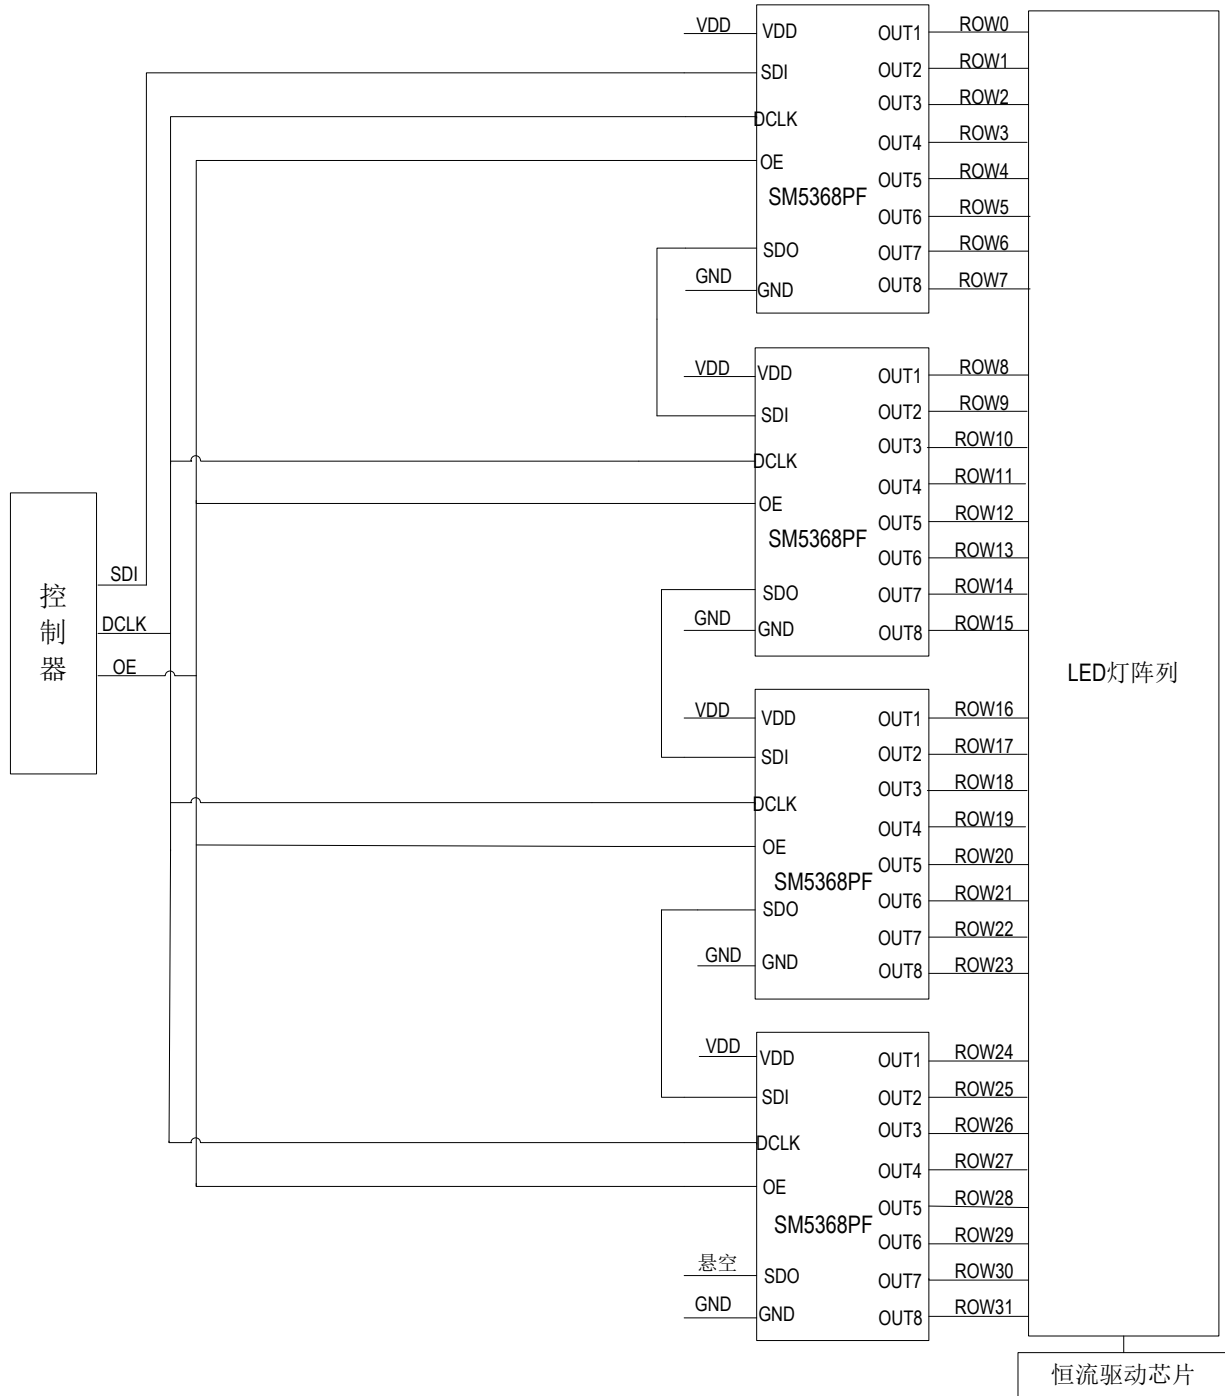 VDD VDD OUT1 ROW0
SDI OUT2 ROW1
OUT3 ROW2
DCLK
OUT4 ROW3
OE
OUT5 ROW4
SM5368PF
OUT6 ROW5
SDO OUT7 ROW6
GND GND OUT8 ROW7
VDD VDD OUT1 ROW8
SDI OUT2 ROW9
OUT3 ROW10
DCLK
OUT4 ROW11
OE
OUT5 ROW12
SM5368PF
OUT6 ROW13
SDO OUT7 ROW14
GND GND OUT8 ROW15
控制器
SDI
DCLK
OE
LED灯阵列
VDD VDD OUT1 ROW16
SDI OUT2 ROW17
OUT3 ROW18
DCLK
OUT4 ROW19
OE
OUT5 ROW20
SM5368PF
OUT6 ROW21
SDO
OUT7 ROW22
GND GND OUT8 ROW23
VDD VDD OUT1 ROW24
SDI OUT2 ROW25
OUT3 ROW26
DCLK
OUT4 ROW27
OE
OUT5 ROW28
SM5368PF
OUT6 ROW29
悬空 SDO OUT7 ROW30
GND GND OUT8 ROW31
恒流驱动芯片